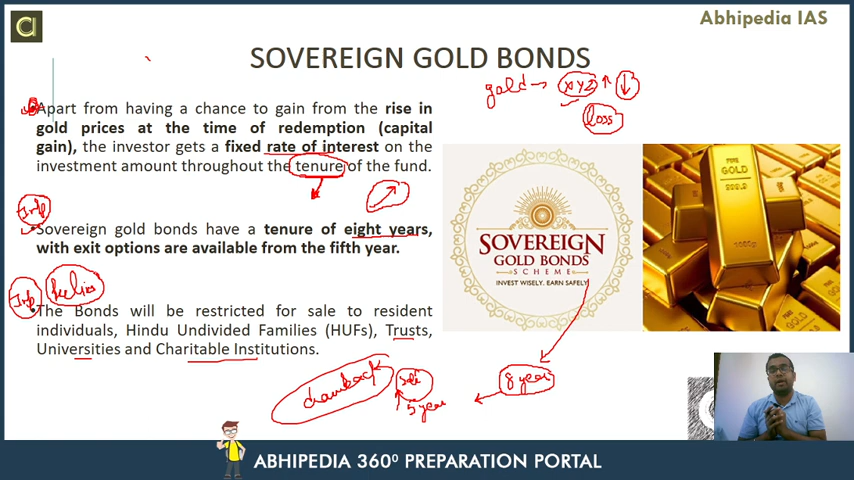 Abhipedia IAS
a
SOVEREIGN GOLD BONDS
gold → XYZ ↑ ↓
loss
Apart from having a chance to gain from the rise in
gold prices at the time of redemption (capital
gain), the investor gets a fixed rate of interest on the
investment amount throughout the tenure of the fund.
Imp
•Sovereign gold bonds have a tenure of eight years,
with exit options are available from the fifth year.
Imp
•The Bonds will be restricted for sale to resident
individuals, Hindu Undivided Families (HUFs), Trusts,
Universities and Charitable Institutions.
SOVEREIGN
GOLD BONDS
SCHEME
INVEST WISELY. EARN SAFELY
PURE
GOLD
999.9
1000g
8 year
drawback
5 year
ABHIPEDIA 360⁰ PREPARATION PORTAL